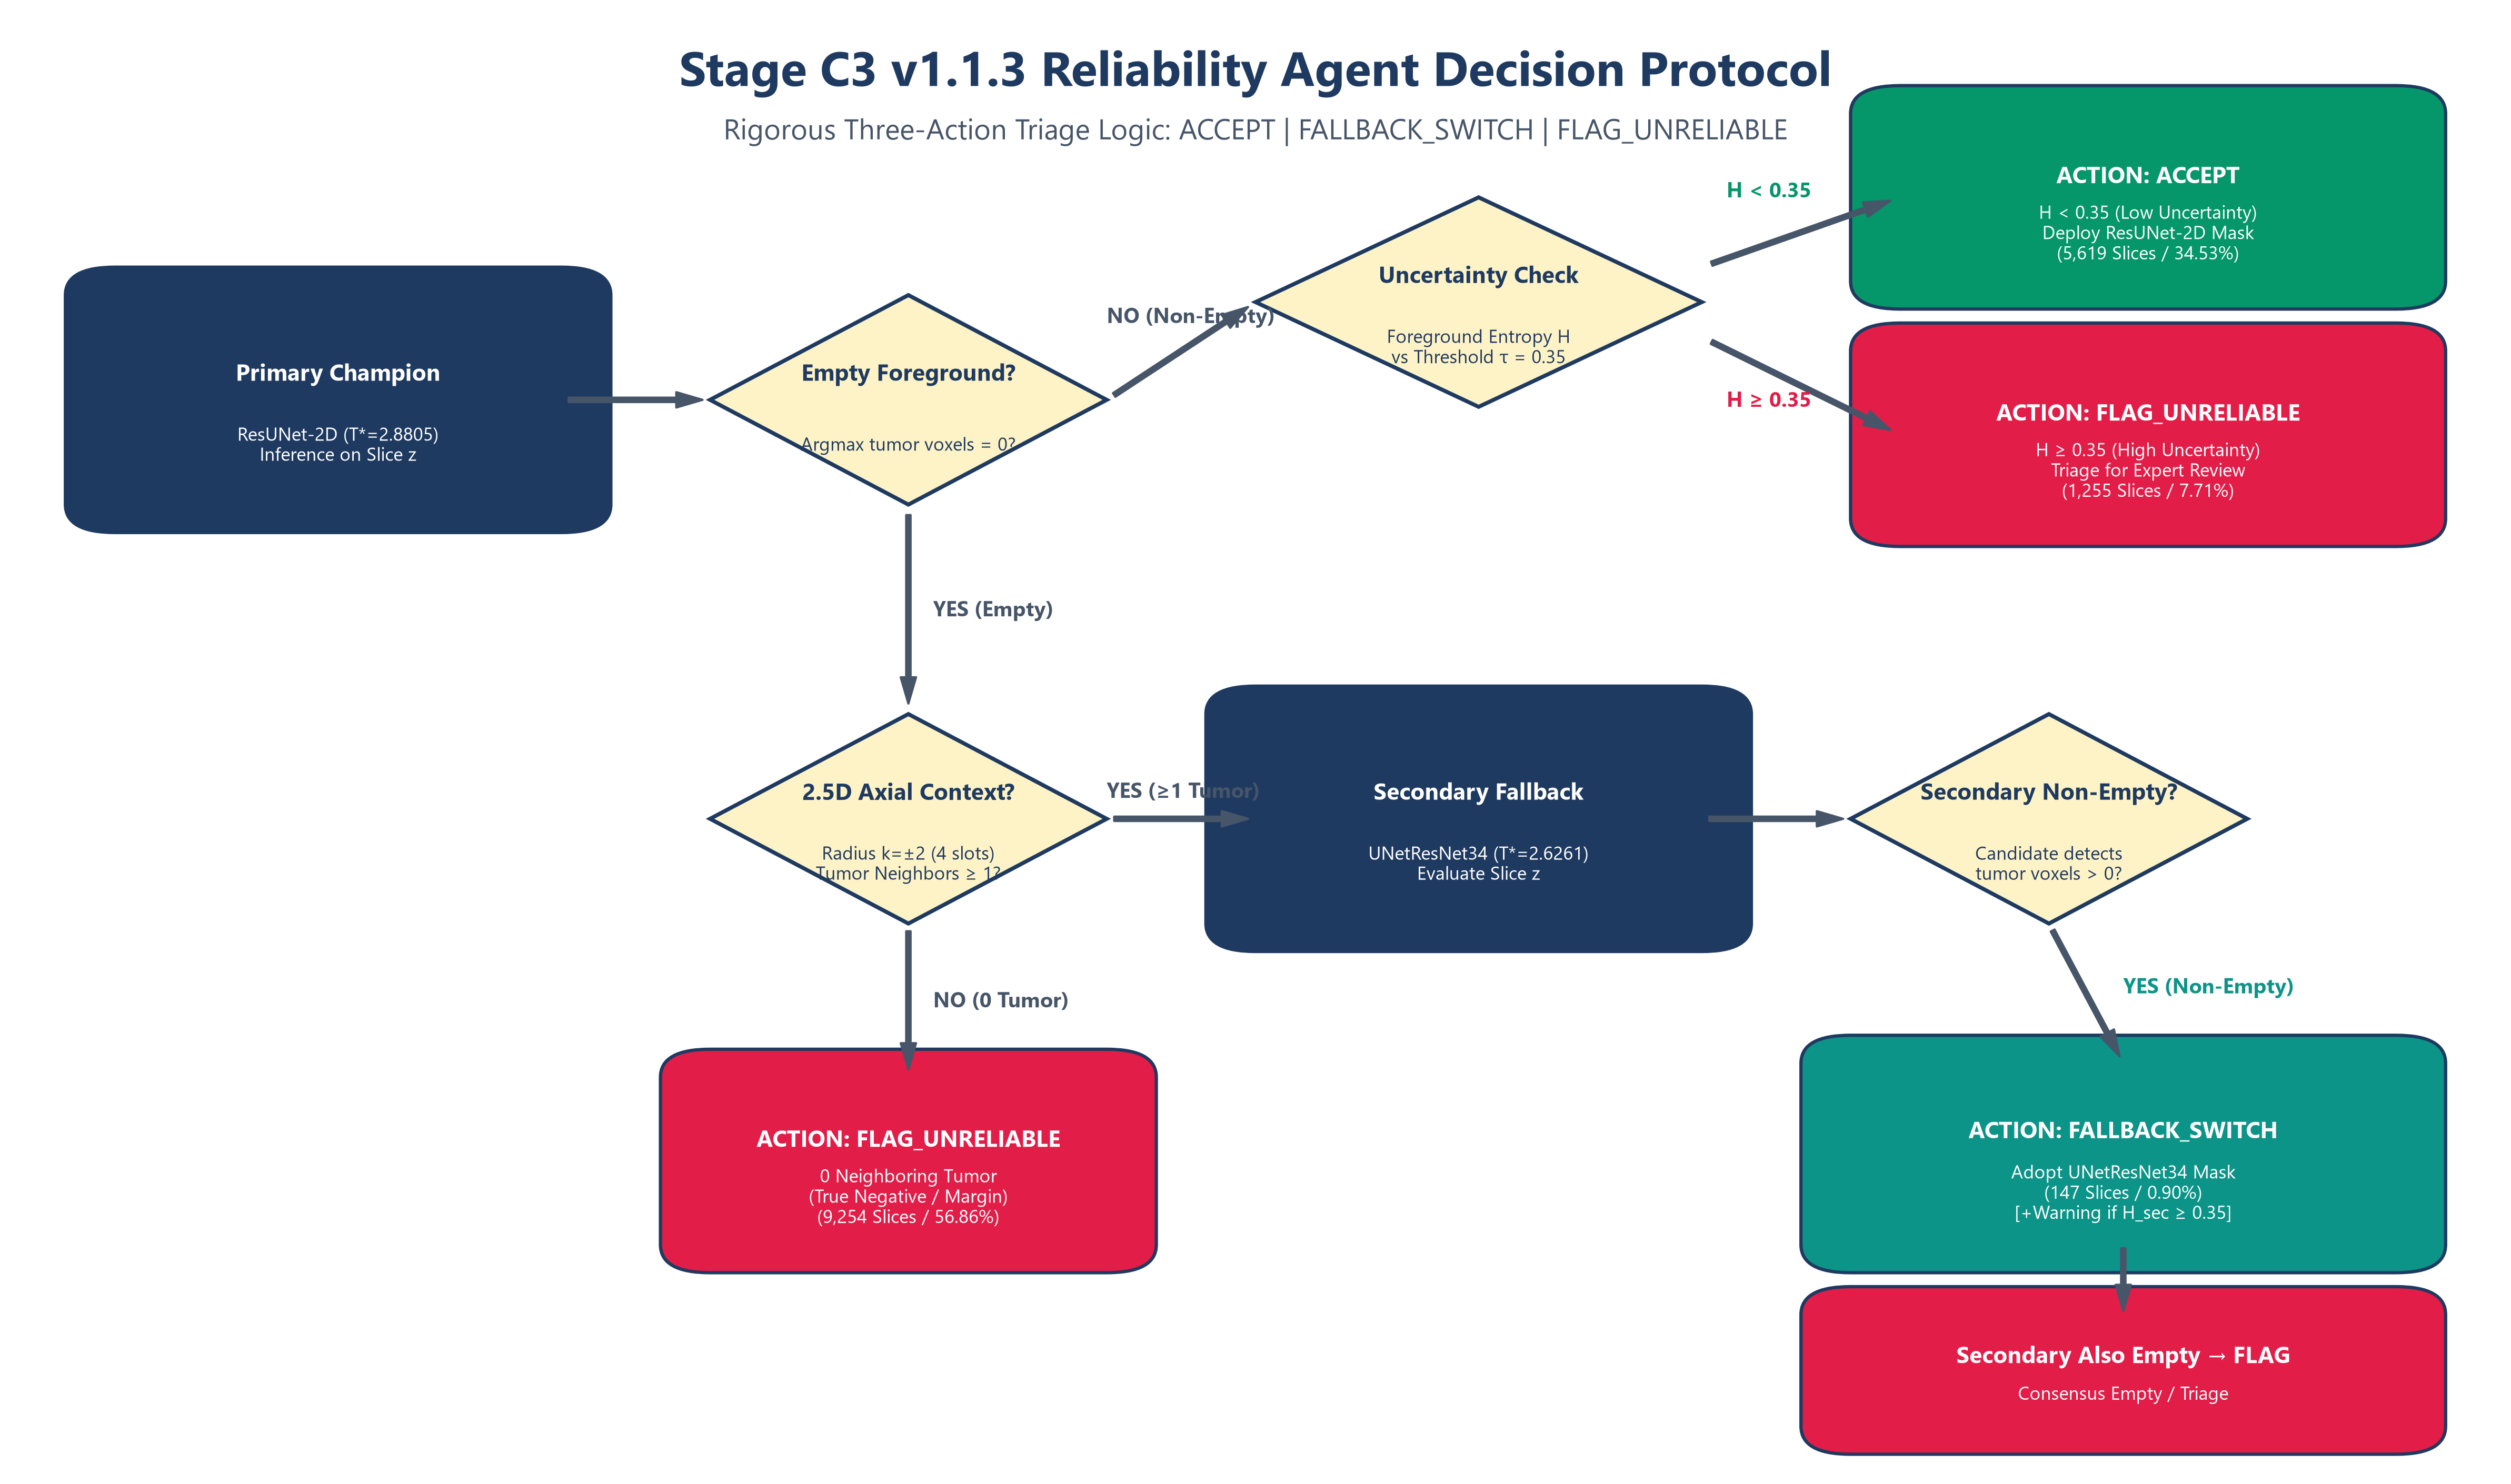 Stage C3 v1.1.3 Reliability Agent Decision Protocol
Rigorous Three-Action Triage Logic: ACCEPT | FALLBACK_SWITCH | FLAG_UNRELIABLE
Primary Champion
ResUNet-2D (T*=2.8805)
Inference on Slice z
Empty Foreground?
Argmax tumor voxels = 0?
NO (Non-Empty)
Uncertainty Check
Foreground Entropy H
vs Threshold τ = 0.35
H < 0.35
ACTION: ACCEPT
H < 0.35 (Low Uncertainty)
Deploy ResUNet-2D Mask
(5,619 Slices / 34.53%)
H ≥ 0.35
ACTION: FLAG_UNRELIABLE
H ≥ 0.35 (High Uncertainty)
Triage for Expert Review
(1,255 Slices / 7.71%)
YES (Empty)
2.5D Axial Context?
Radius k=±2 (4 slots)
Tumor Neighbors ≥ 1?
YES (≥1 Tumor)
Secondary Fallback
UNetResNet34 (T*=2.6261)
Evaluate Slice z
Secondary Non-Empty?
Candidate detects
tumor voxels > 0?
NO (0 Tumor)
ACTION: FLAG_UNRELIABLE
0 Neighboring Tumor
(True Negative / Margin)
(9,254 Slices / 56.86%)
YES (Non-Empty)
ACTION: FALLBACK_SWITCH
Adopt UNetResNet34 Mask
(147 Slices / 0.90%)
[+Warning if H_sec ≥ 0.35]
Secondary Also Empty → FLAG
Consensus Empty / Triage